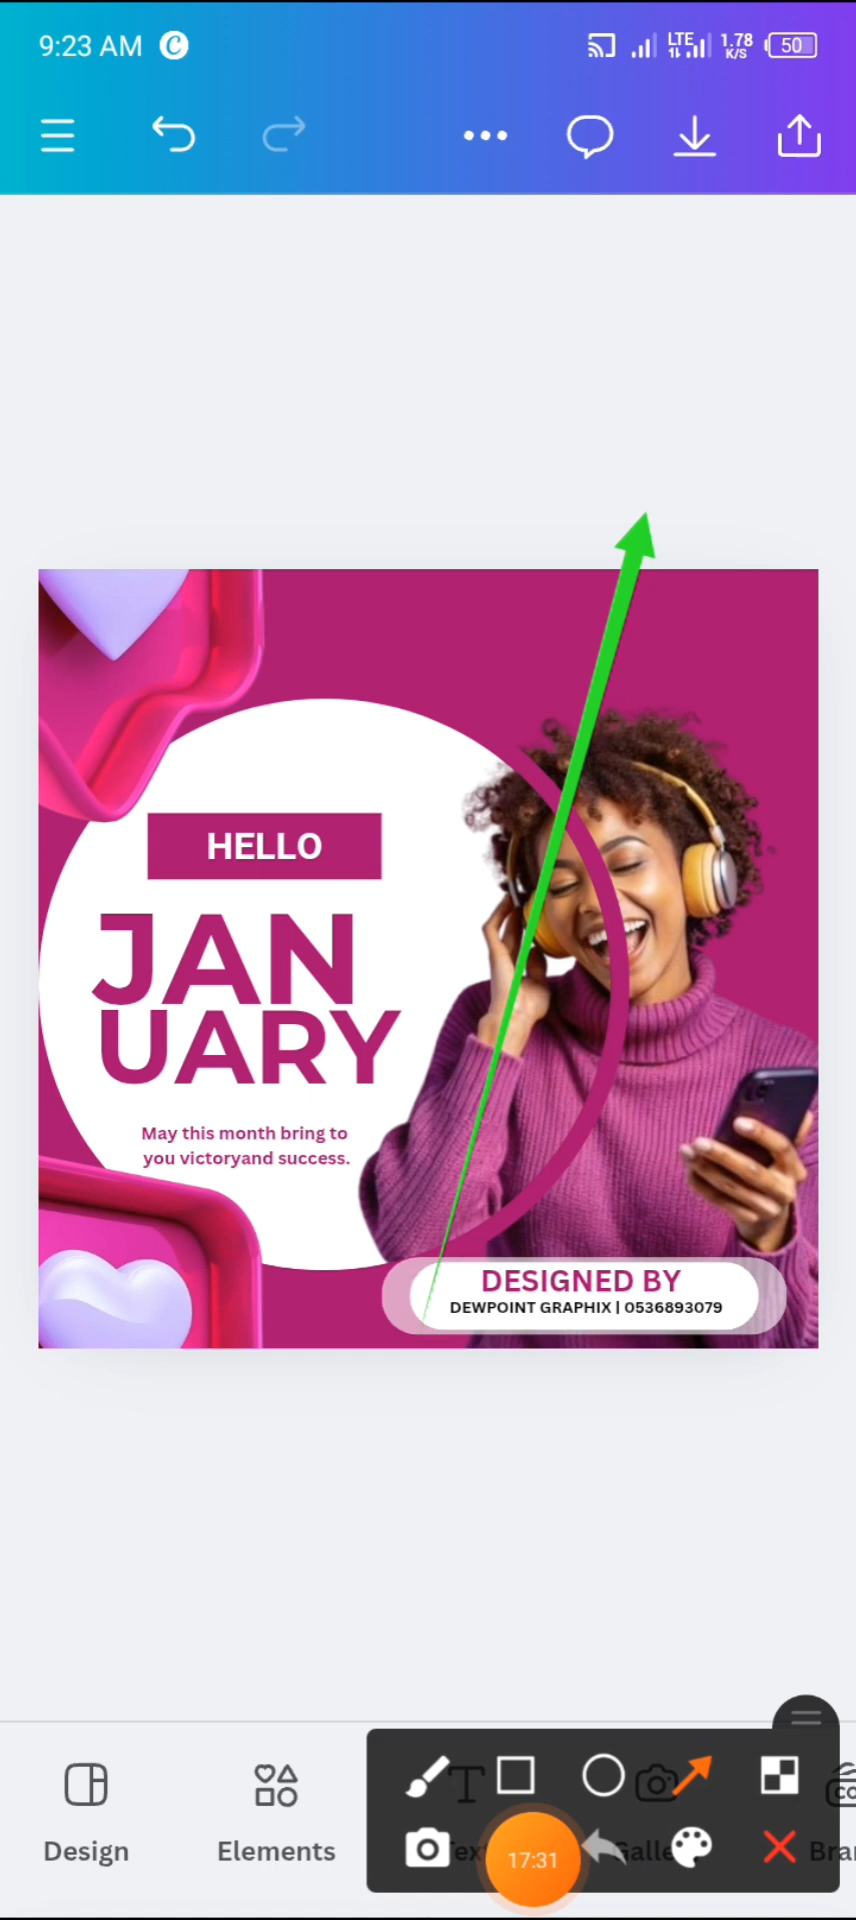 9:23 AM
LTE
1.78
K/S
50
HELLO
JAN
UARY
May this month bring to
you victoryand success.
DESIGNED BY
DEWPOINT GRAPHIX | 0536893079
Design
Elements
17:31